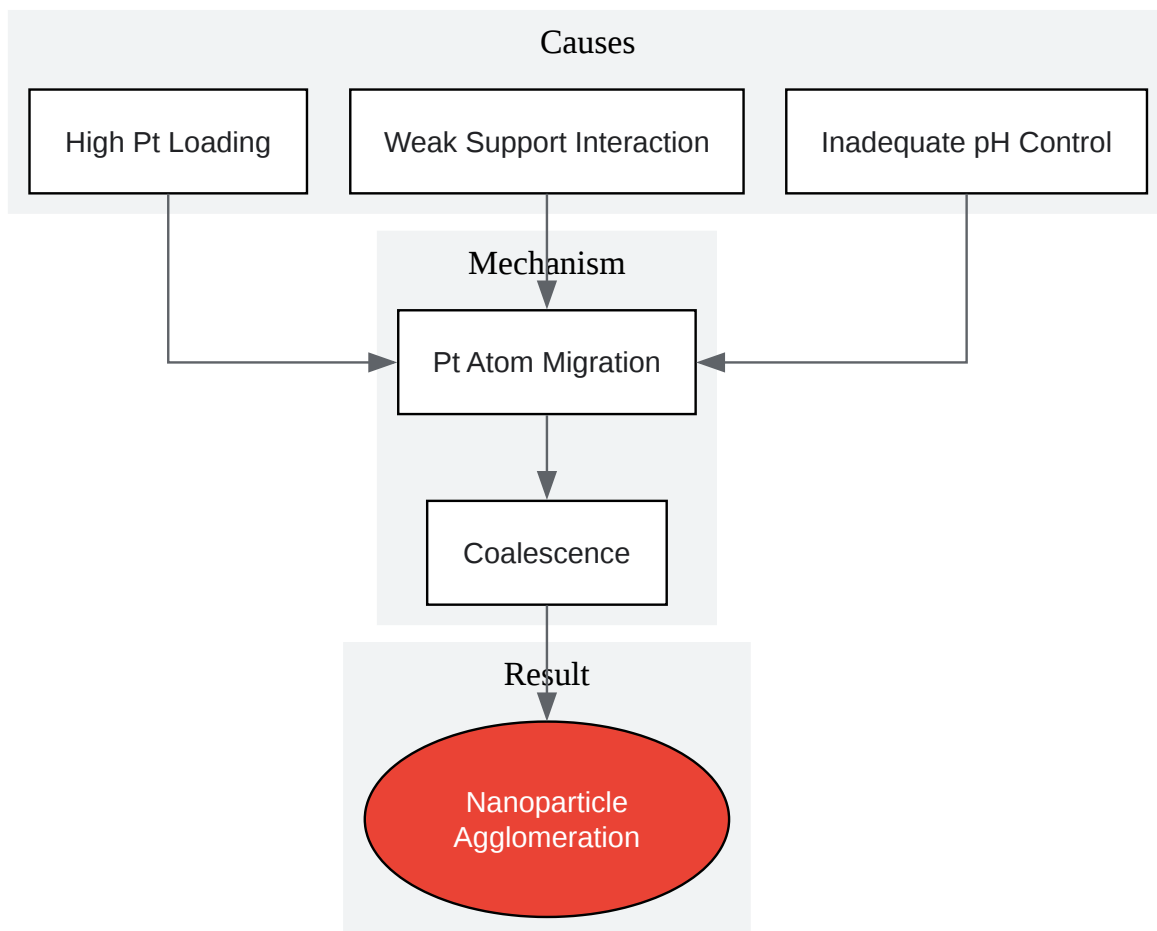 Causes
High Pt Loading
Weak Support Interaction
Inadequate pH Control
Mechanism
Pt Atom Migration
Coalescence
Result
Nanoparticle
Agglomeration